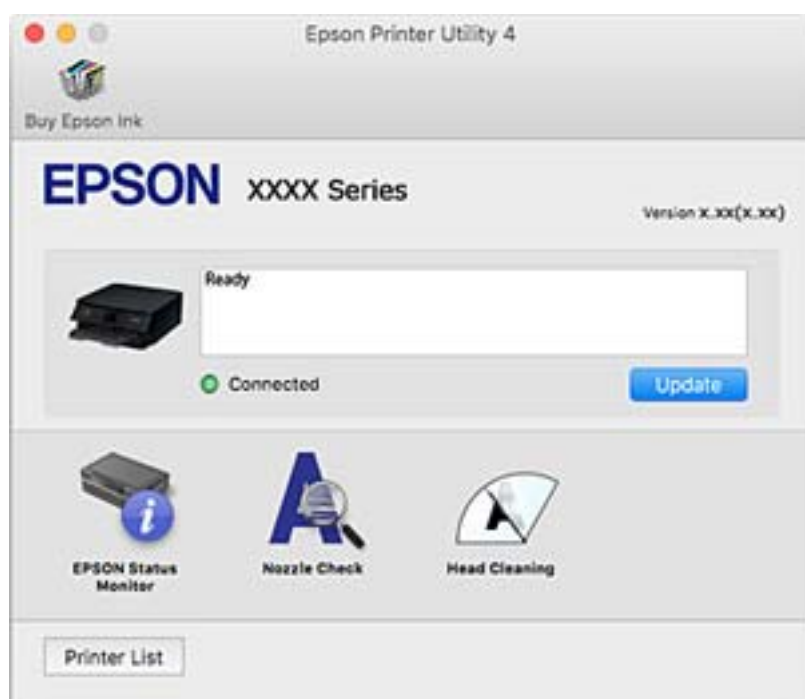 Epson Printer Utility 4
Buy Epson Ink
EPSON XXXX Series
Version x.xx(x.xx)
Ready
Connected
Update
EPSON Status
Monitor
Nozzle Check
Head Cleaning
Printer List